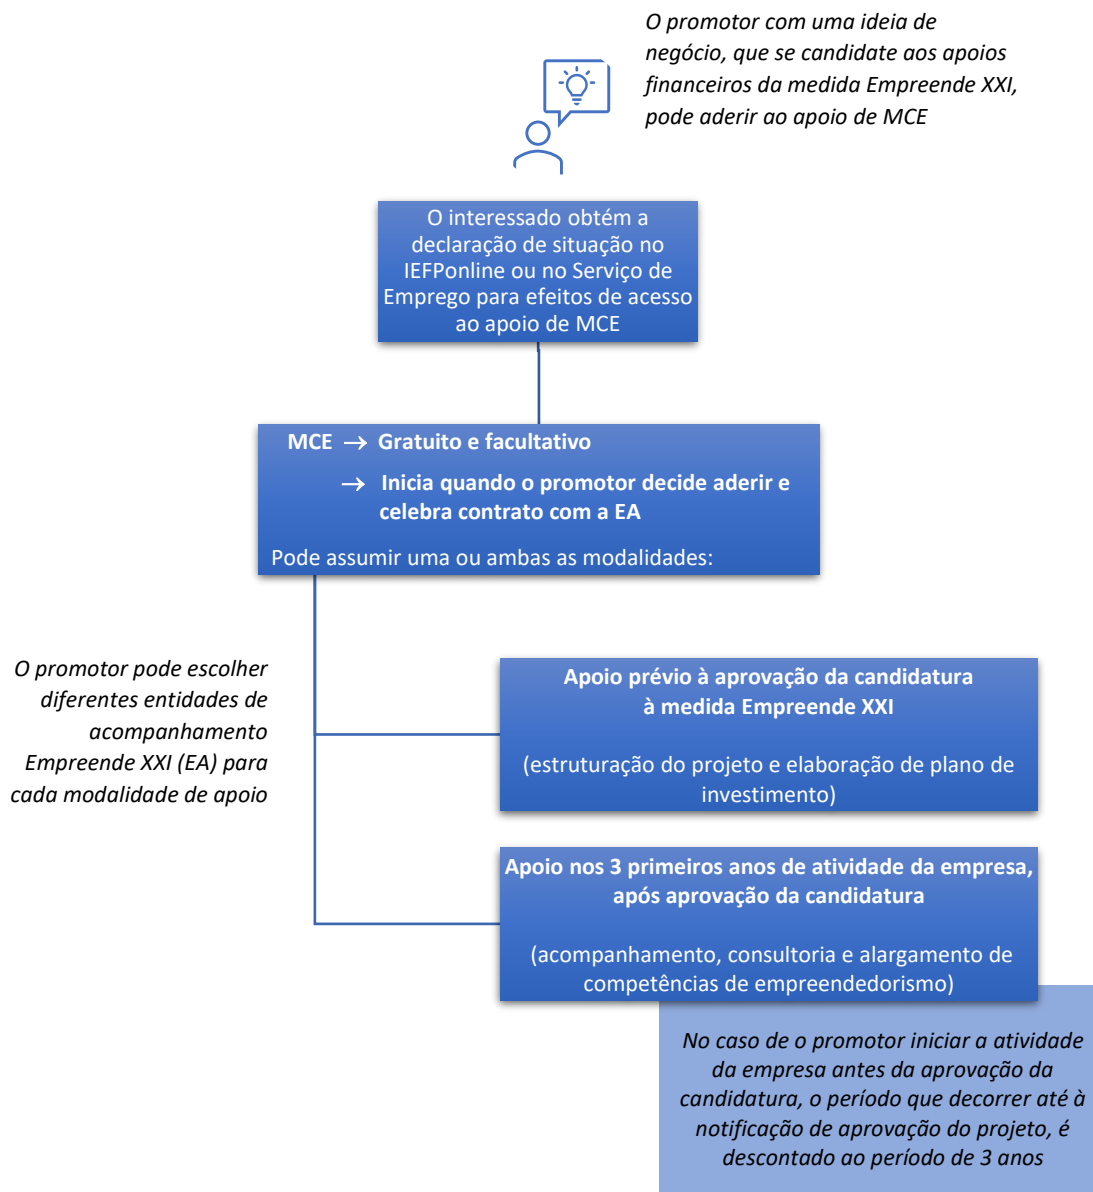 O promotor com uma ideia de
negócio, que se candidate aos apoios
financeiros da medida Empreende XXI,
pode aderir ao apoio de MCE
O interessado obtém a
declaração de situação no
IEFPonline ou no Serviço de
Emprego para efeitos de acesso
ao apoio de MCE
MCE → Gratuito e facultativo
→ Inicia quando o promotor decide aderir e
celebra contrato com a EA
Pode assumir uma ou ambas as modalidades:
O promotor pode escolher
diferentes entidades de
acompanhamento
Empreende XXI (EA) para
cada modalidade de apoio
Apoio prévio à aprovação da candidatura
à medida Empreende XXI
(estruturação do projeto e elaboração de plano de
investimento)
Apoio nos 3 primeiros anos de atividade da empresa,
após aprovação da candidatura
(acompanhamento, consultoria e alargamento de
competências de empreendedorismo)
No caso de o promotor iniciar a atividade
da empresa antes da aprovação da
candidatura, o período que decorrer até à
notificação de aprovação do projeto, é
descontado ao período de 3 anos